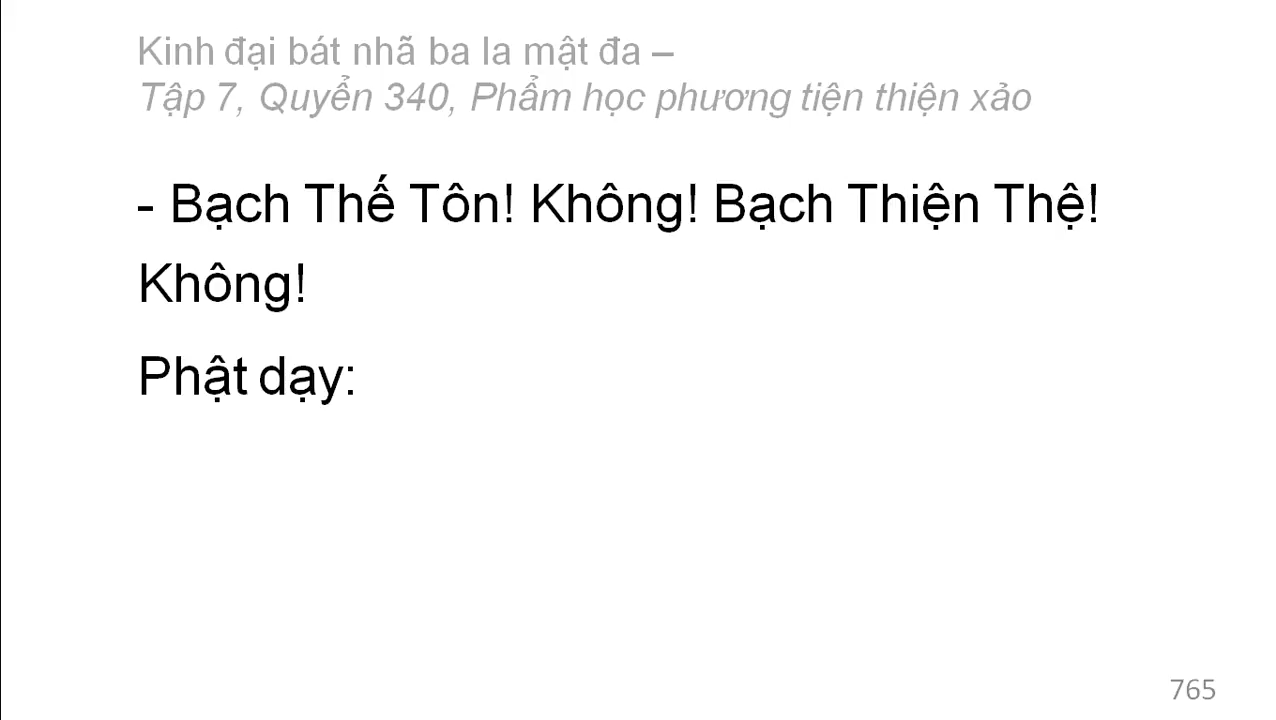 Kinh đại bát nhã ba la mật đa –
Tập 7, Quyển 340, Phẩm học phương tiện thiện xảo
- Bạch Thế Tôn! Không! Bạch Thiện Thệ!
Không!
Phật dạy:
765